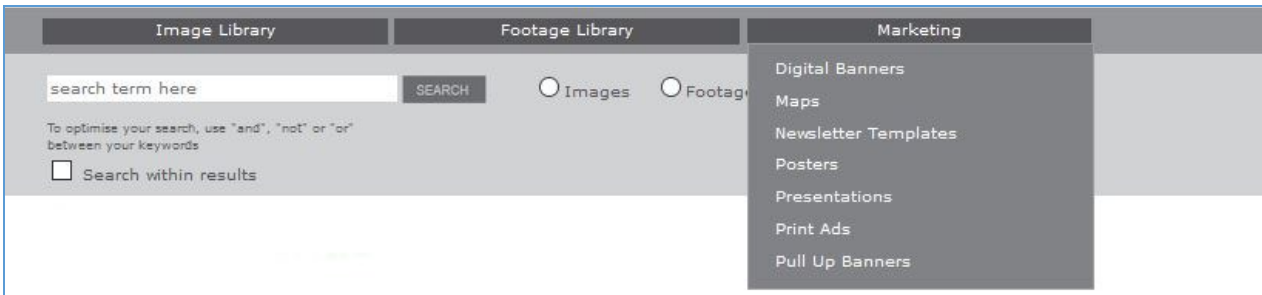 Image Library
Footage Library
Marketing
search term here
SEARCH
Images
Footag
To optimise your search, use "and", "not" or "or"
between your keywords
Search within results
Digital Banners
Maps
Newsletter Templates
Posters
Presentations
Print Ads
Pull Up Banners